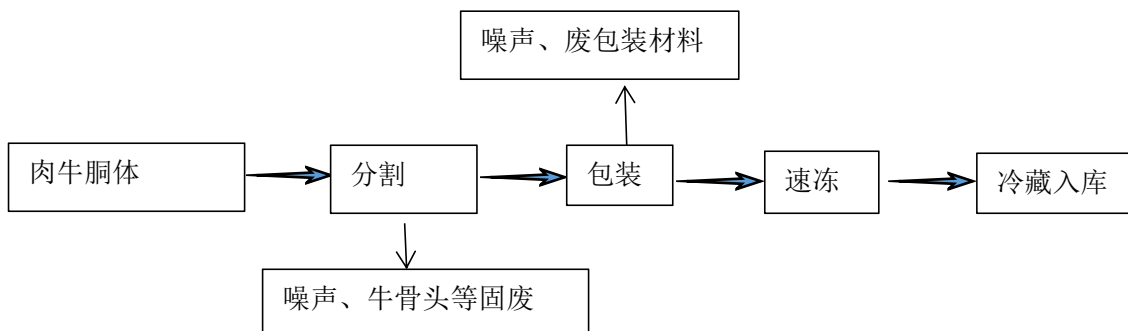 噪声、废包装材料
肉牛胴体
分割
包装
速冻
冷藏入库
噪声、牛骨头等固废